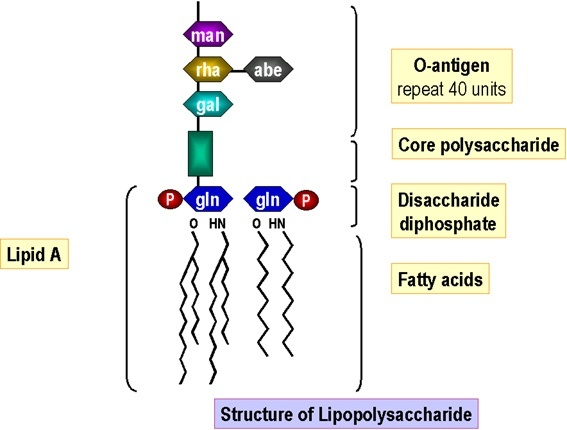 man
rha abe
gal
O-antigen
repeat 40 units
Core polysaccharide
P gln gln P
Disaccharide
diphosphate
O HN O HN
Lipid A
Fatty acids
Structure of Lipopolysaccharide